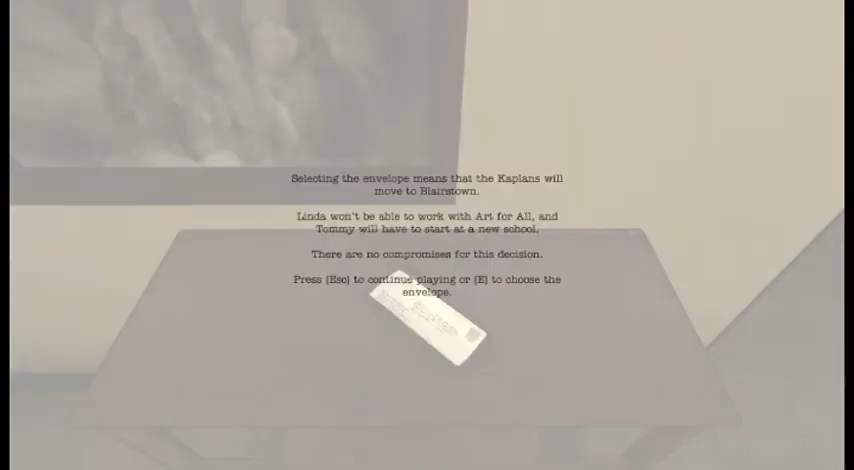 Selecting the envelope means that the Kaplans will
move to Blairstown.
Linda won't be able to work with Art for All, and
Tommy will have to start at a new school.
There are no compromises for this decision.
Press [Esc] to continue playing or [E] to choose the
envelope.